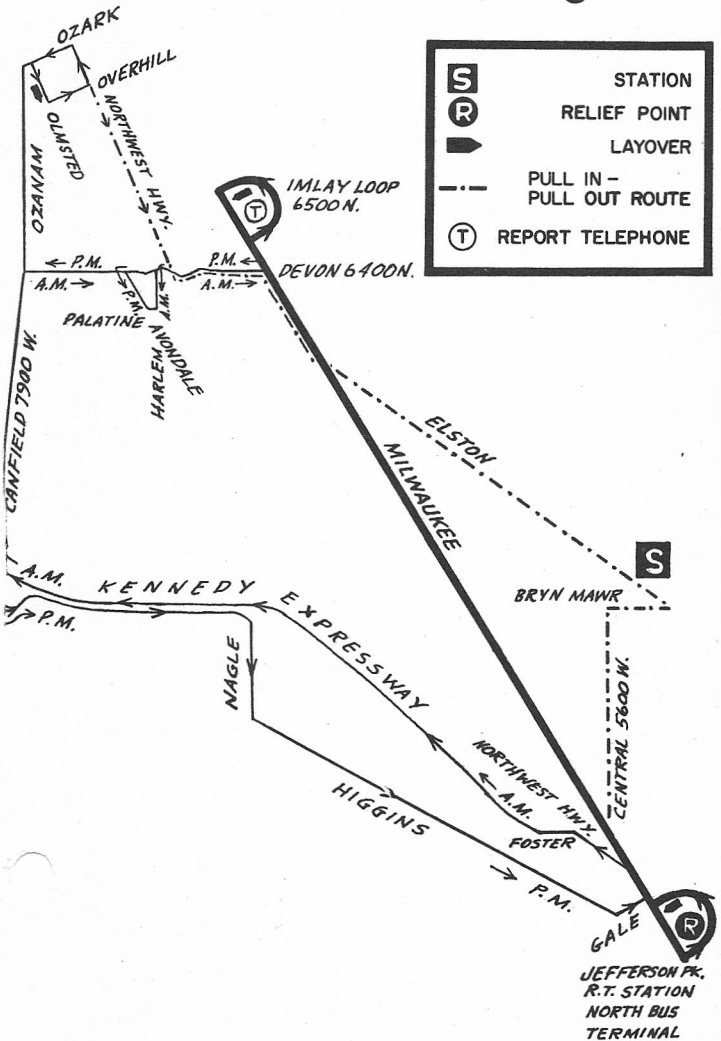 OZARK
OVERHILL
OLMSTED
NORTHWEST HWY.
OZANAM
S STATION
R RELIEF POINT
LAYOVER
PULL IN -
PULL OUT ROUTE
T REPORT TELEPHONE
T
IMLAY LOOP
6500 N.
DEVON 6400N.
P.M.
A.M.
P.M.
A.M.
P.M.
A.M.
PALATINE
HARLEM
AVONDALE
CANFIELD 7900 W.
ELSTON
MILWAUKEE
S
BRYN MAWR
CENTRAL 5600 W.
A.M.
P.M.
KENNEDY EXPRESSWAY
NAGLE
HIGGINS
P.M.
NORTHWEST HWY.
A.M.
FOSTER
GALE
R
JEFFERSON PK.
R.T. STATION
NORTH BUS
TERMINAL